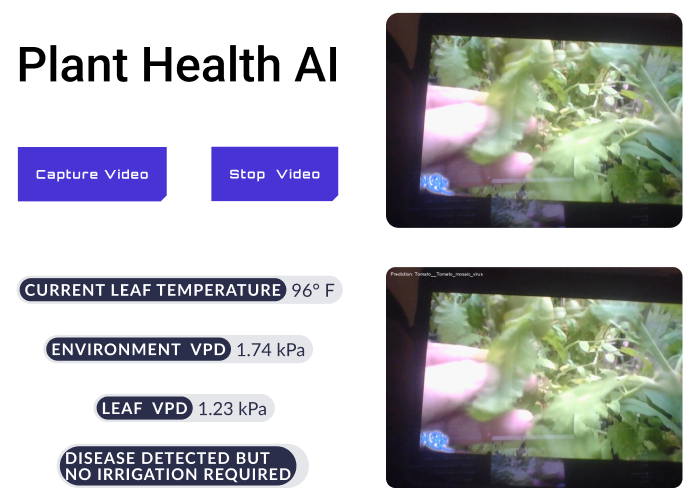 Plant Health AI
Capture Video
Stop Video
CURRENT LEAF TEMPERATURE 96° F
ENVIRONMENT VPD 1.74 kPa
LEAF VPD 1.23 kPa
DISEASE DETECTED BUT
NO IRRIGATION REQUIRED
Prediction: Tomato__Tomato_mosaic_virus